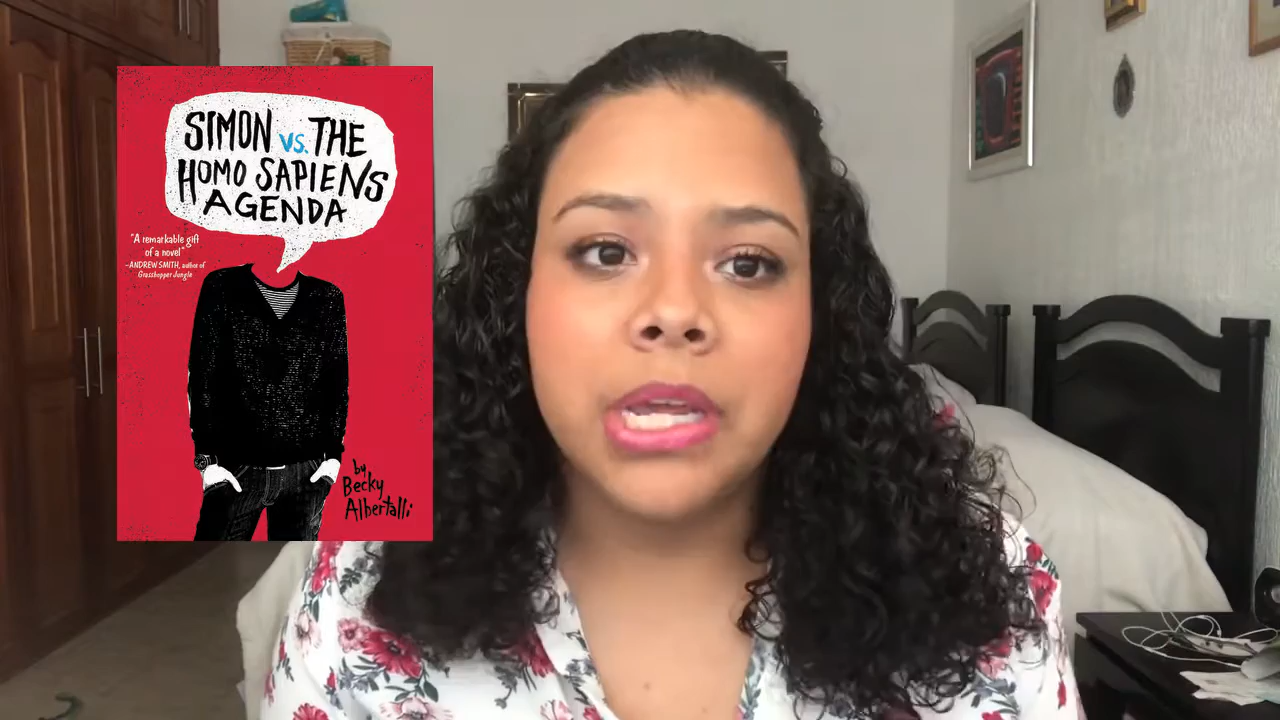 SIMON VS. THE
HOMO SAPIENS
AGENDA
"A remarkable gift
of a novel"
-ANDREW SMITH, author of
Grasshopper Jungle
by
Becky
Albertalli